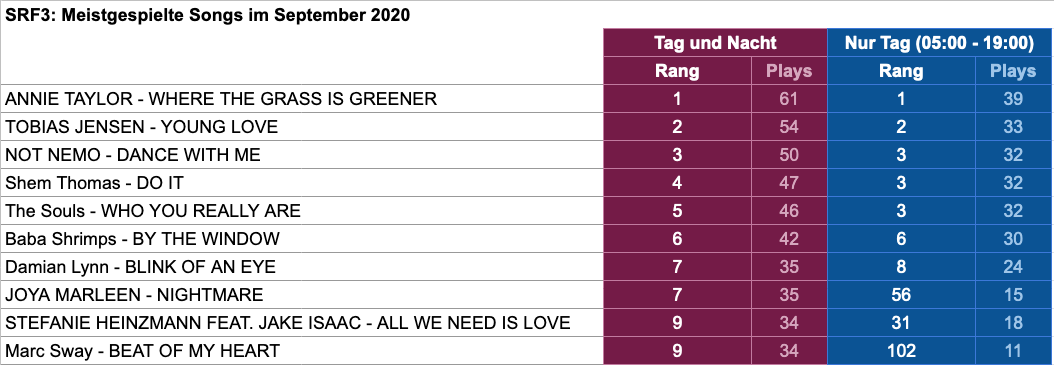 SRF3: Meistgespielte Songs im September 2020
Tag und Nacht Nur Tag (05:00 - 19:00)
Rang Plays Rang Plays
ANNIE TAYLOR - WHERE THE GRASS IS GREENER 1 61 1 39
TOBIAS JENSEN - YOUNG LOVE 2 54 2 33
NOT NEMO - DANCE WITH ME 3 50 3 32
Shem Thomas - DO IT 4 47 3 32
The Souls - WHO YOU REALLY ARE 5 46 3 32
Baba Shrimps - BY THE WINDOW 6 42 6 30
Damian Lynn - BLINK OF AN EYE 7 35 8 24
JOYA MARLEEN - NIGHTMARE 7 35 56 15
STEFANIE HEINZMANN FEAT. JAKE ISAAC - ALL WE NEED IS LOVE 9 34 31 18
Marc Sway - BEAT OF MY HEART 9 34 102 11